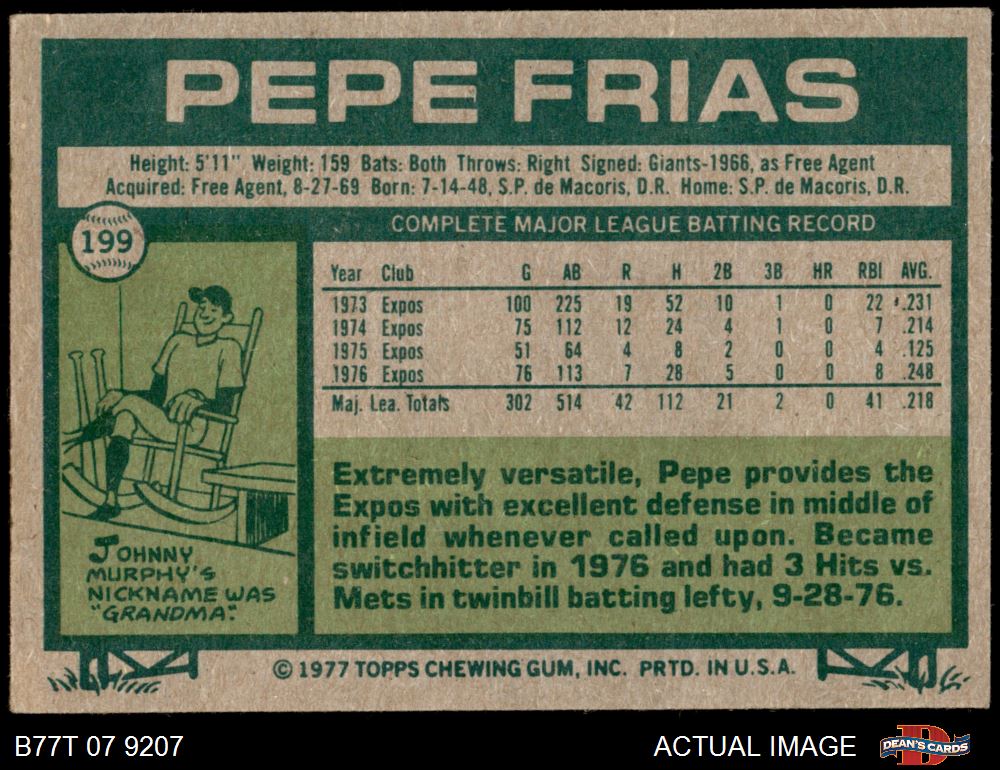 PEPE FRIAS
Height: 5'11" Weight: 159 Bats: Both Throws: Right Signed: Giants-1966, as Free Agent
Acquired: Free Agent, 8-27-69 Born: 7-14-48, S.P. de Macoris, D.R. Home: S.P. de Macoris, D.R.
199
COMPLETE MAJOR LEAGUE BATTING RECORD
Year Club G AB R H 2B 3B HR RBI AVG.
1973 Expos 100 225 19 52 10 1 0 22 .231
1974 Expos 75 112 12 24 4 1 0 7 .214
1975 Expos 51 64 4 8 2 0 0 4 .125
1976 Expos 76 113 7 28 5 0 0 8 .248
Maj. Lea. Totals 302 514 42 112 21 2 0 41 .218
JOHNNY
MURPHY'S
NICKNAME WAS
"GRANDMA."
Extremely versatile, Pepe provides the
Expos with excellent defense in middle of
infield whenever called upon. Became
switchhitter in 1976 and had 3 Hits vs.
Mets in twinbill batting lefty, 9-28-76.
© 1977 TOPPS CHEWING GUM, INC. PRTD. IN U.S.A.
B77T 07 9207
ACTUAL IMAGE
D
DEAN'S CARDS